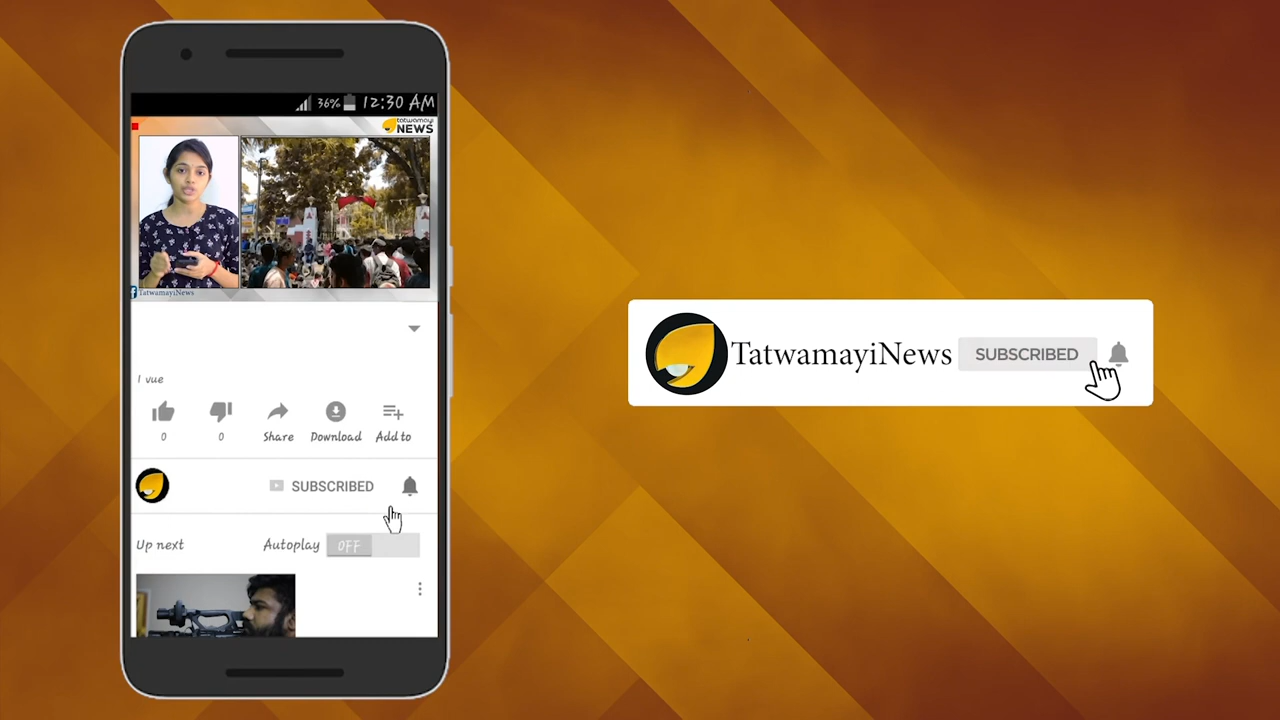 36% 12:30 AM
tatwamayi
NEWS
f TatwamayiNews
1 vue
0 0 Share Download Add to
SUBSCRIBED
Up next Autoplay OFF
TatwamayiNews SUBSCRIBED